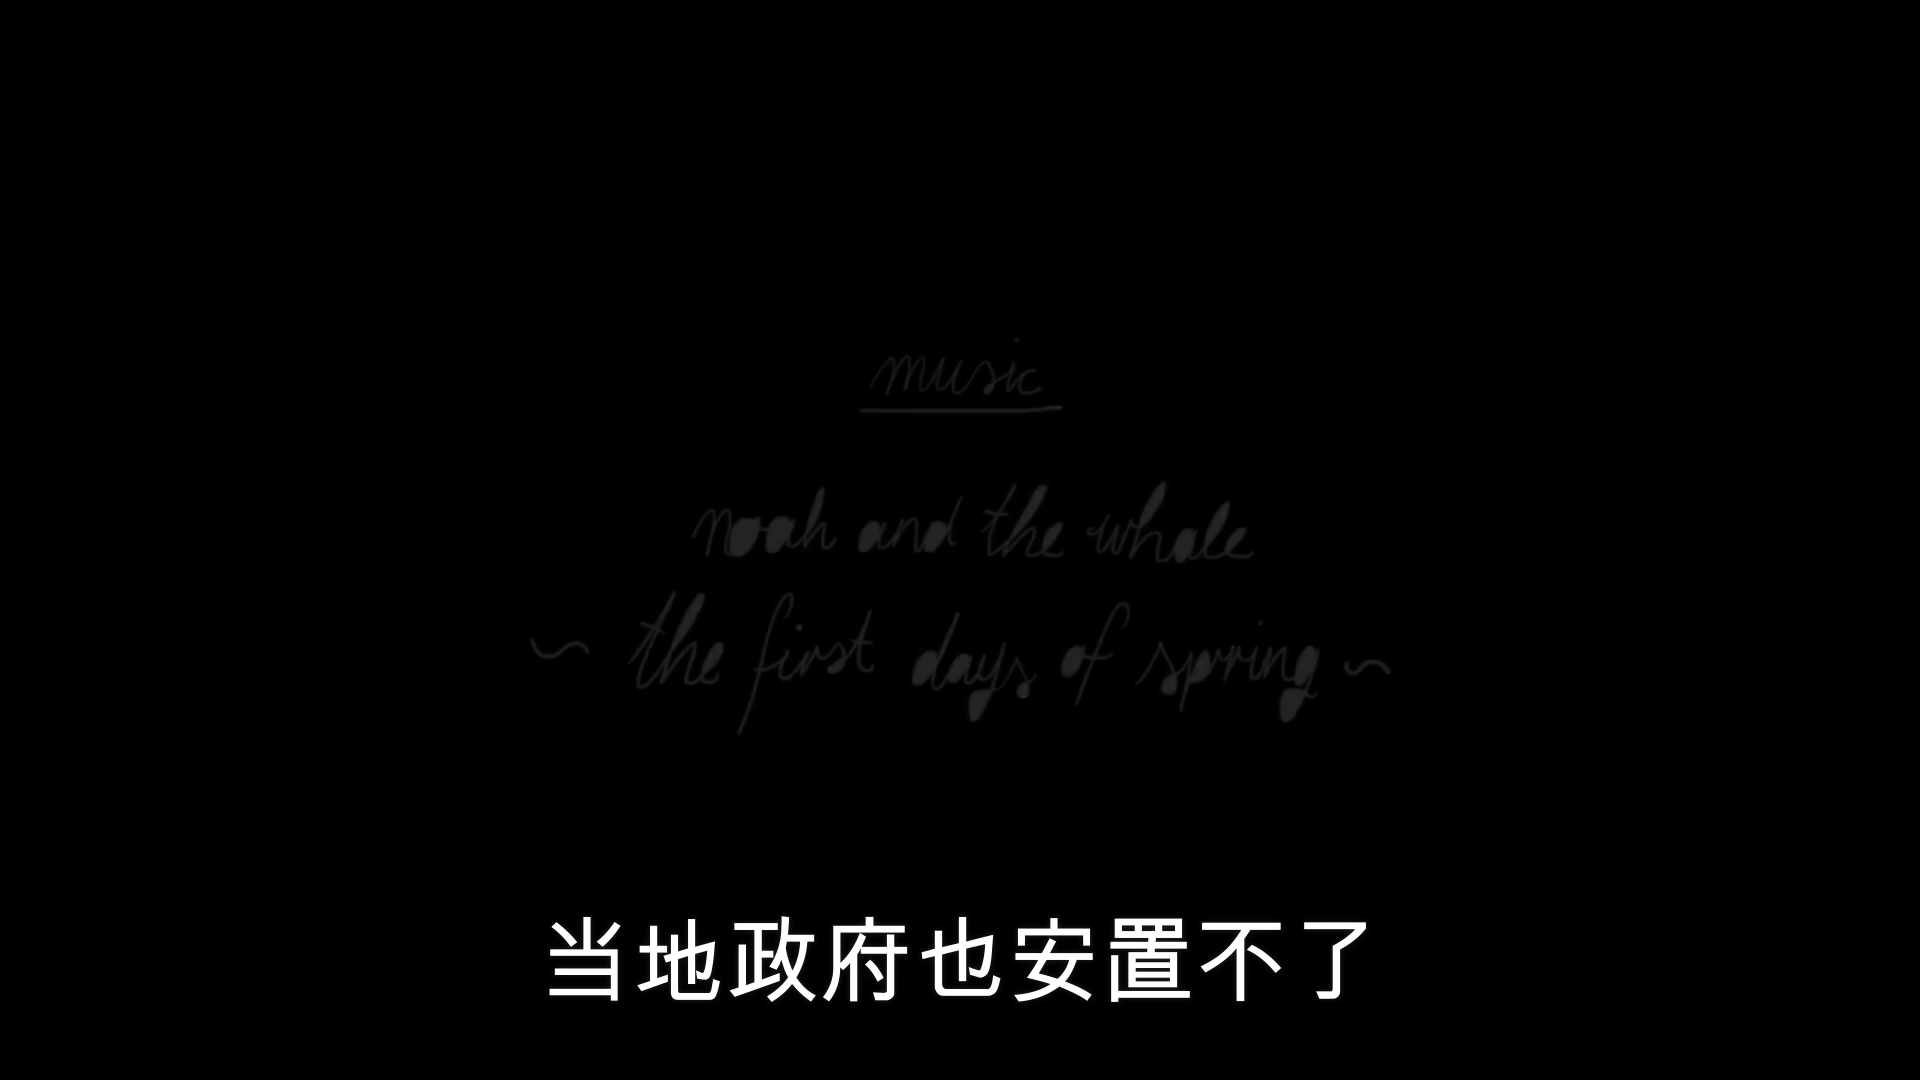 music
noah and the whale
~ the first days of spring ~
当地政府也安置不了